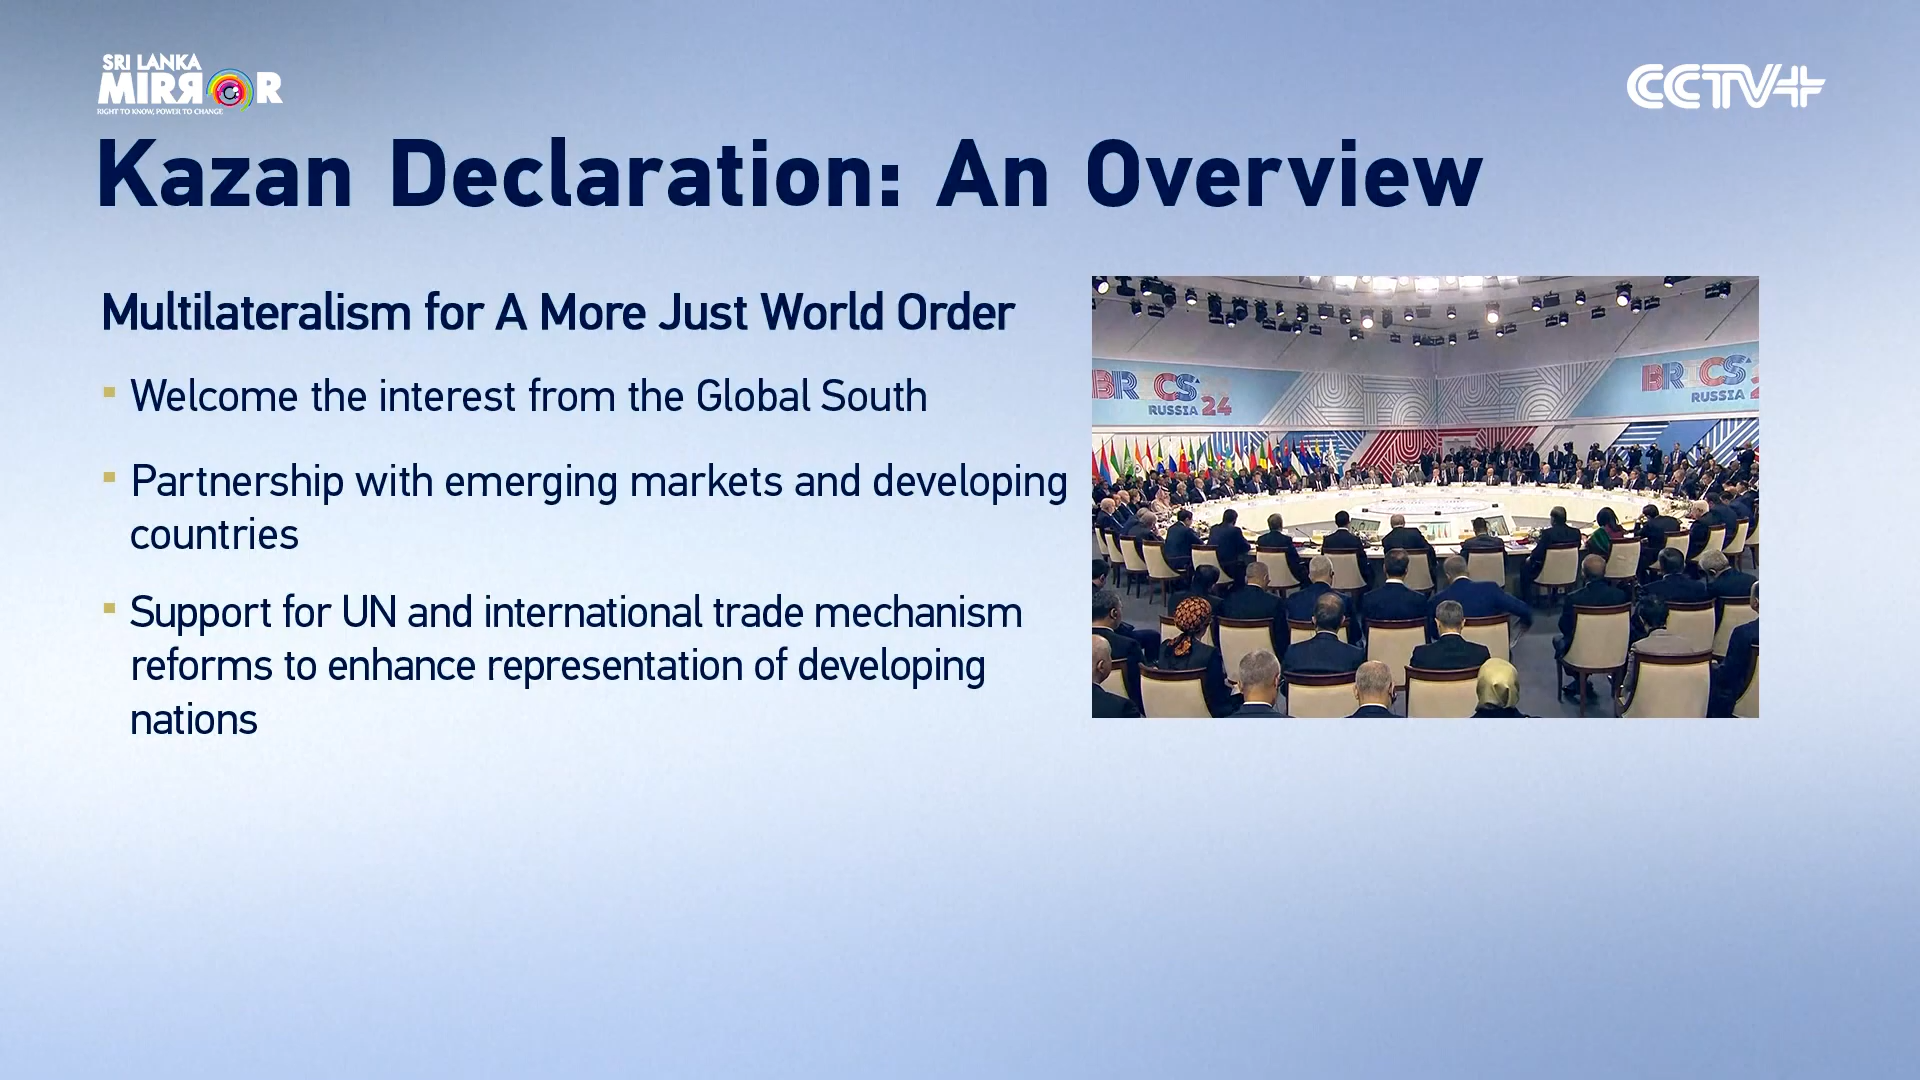 SRI LANKA
MIRROR
RIGHT TO KNOW, POWER TO CHANGE
CCTV+
Kazan Declaration: An Overview
Multilateralism for A More Just World Order
Welcome the interest from the Global South
Partnership with emerging markets and developing
countries
Support for UN and international trade mechanism
reforms to enhance representation of developing
nations
BRICS
RUSSIA 24
BRICS
RUSSIA